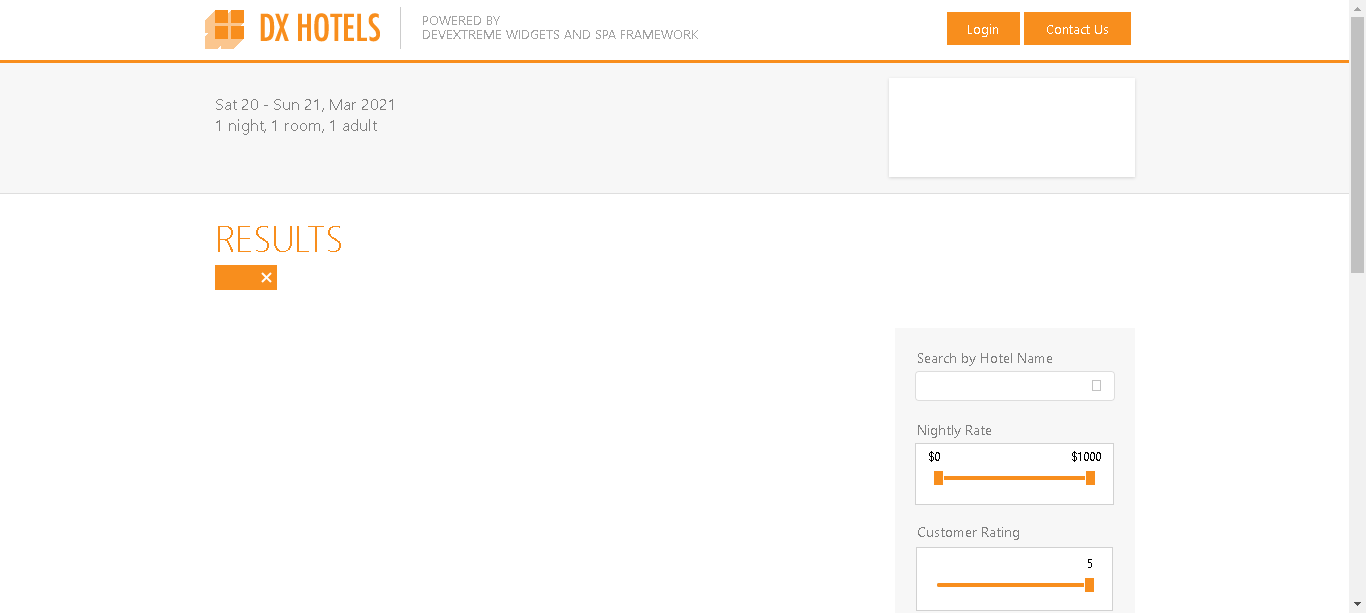 DX HOTELS
POWERED BY
DEVEXTREME WIDGETS AND SPA FRAMEWORK
Login
Contact Us
Sat 20 - Sun 21, Mar 2021
1 night, 1 room, 1 adult
RESULTS
Search by Hotel Name
Nightly Rate
$0 $1000
Customer Rating
5